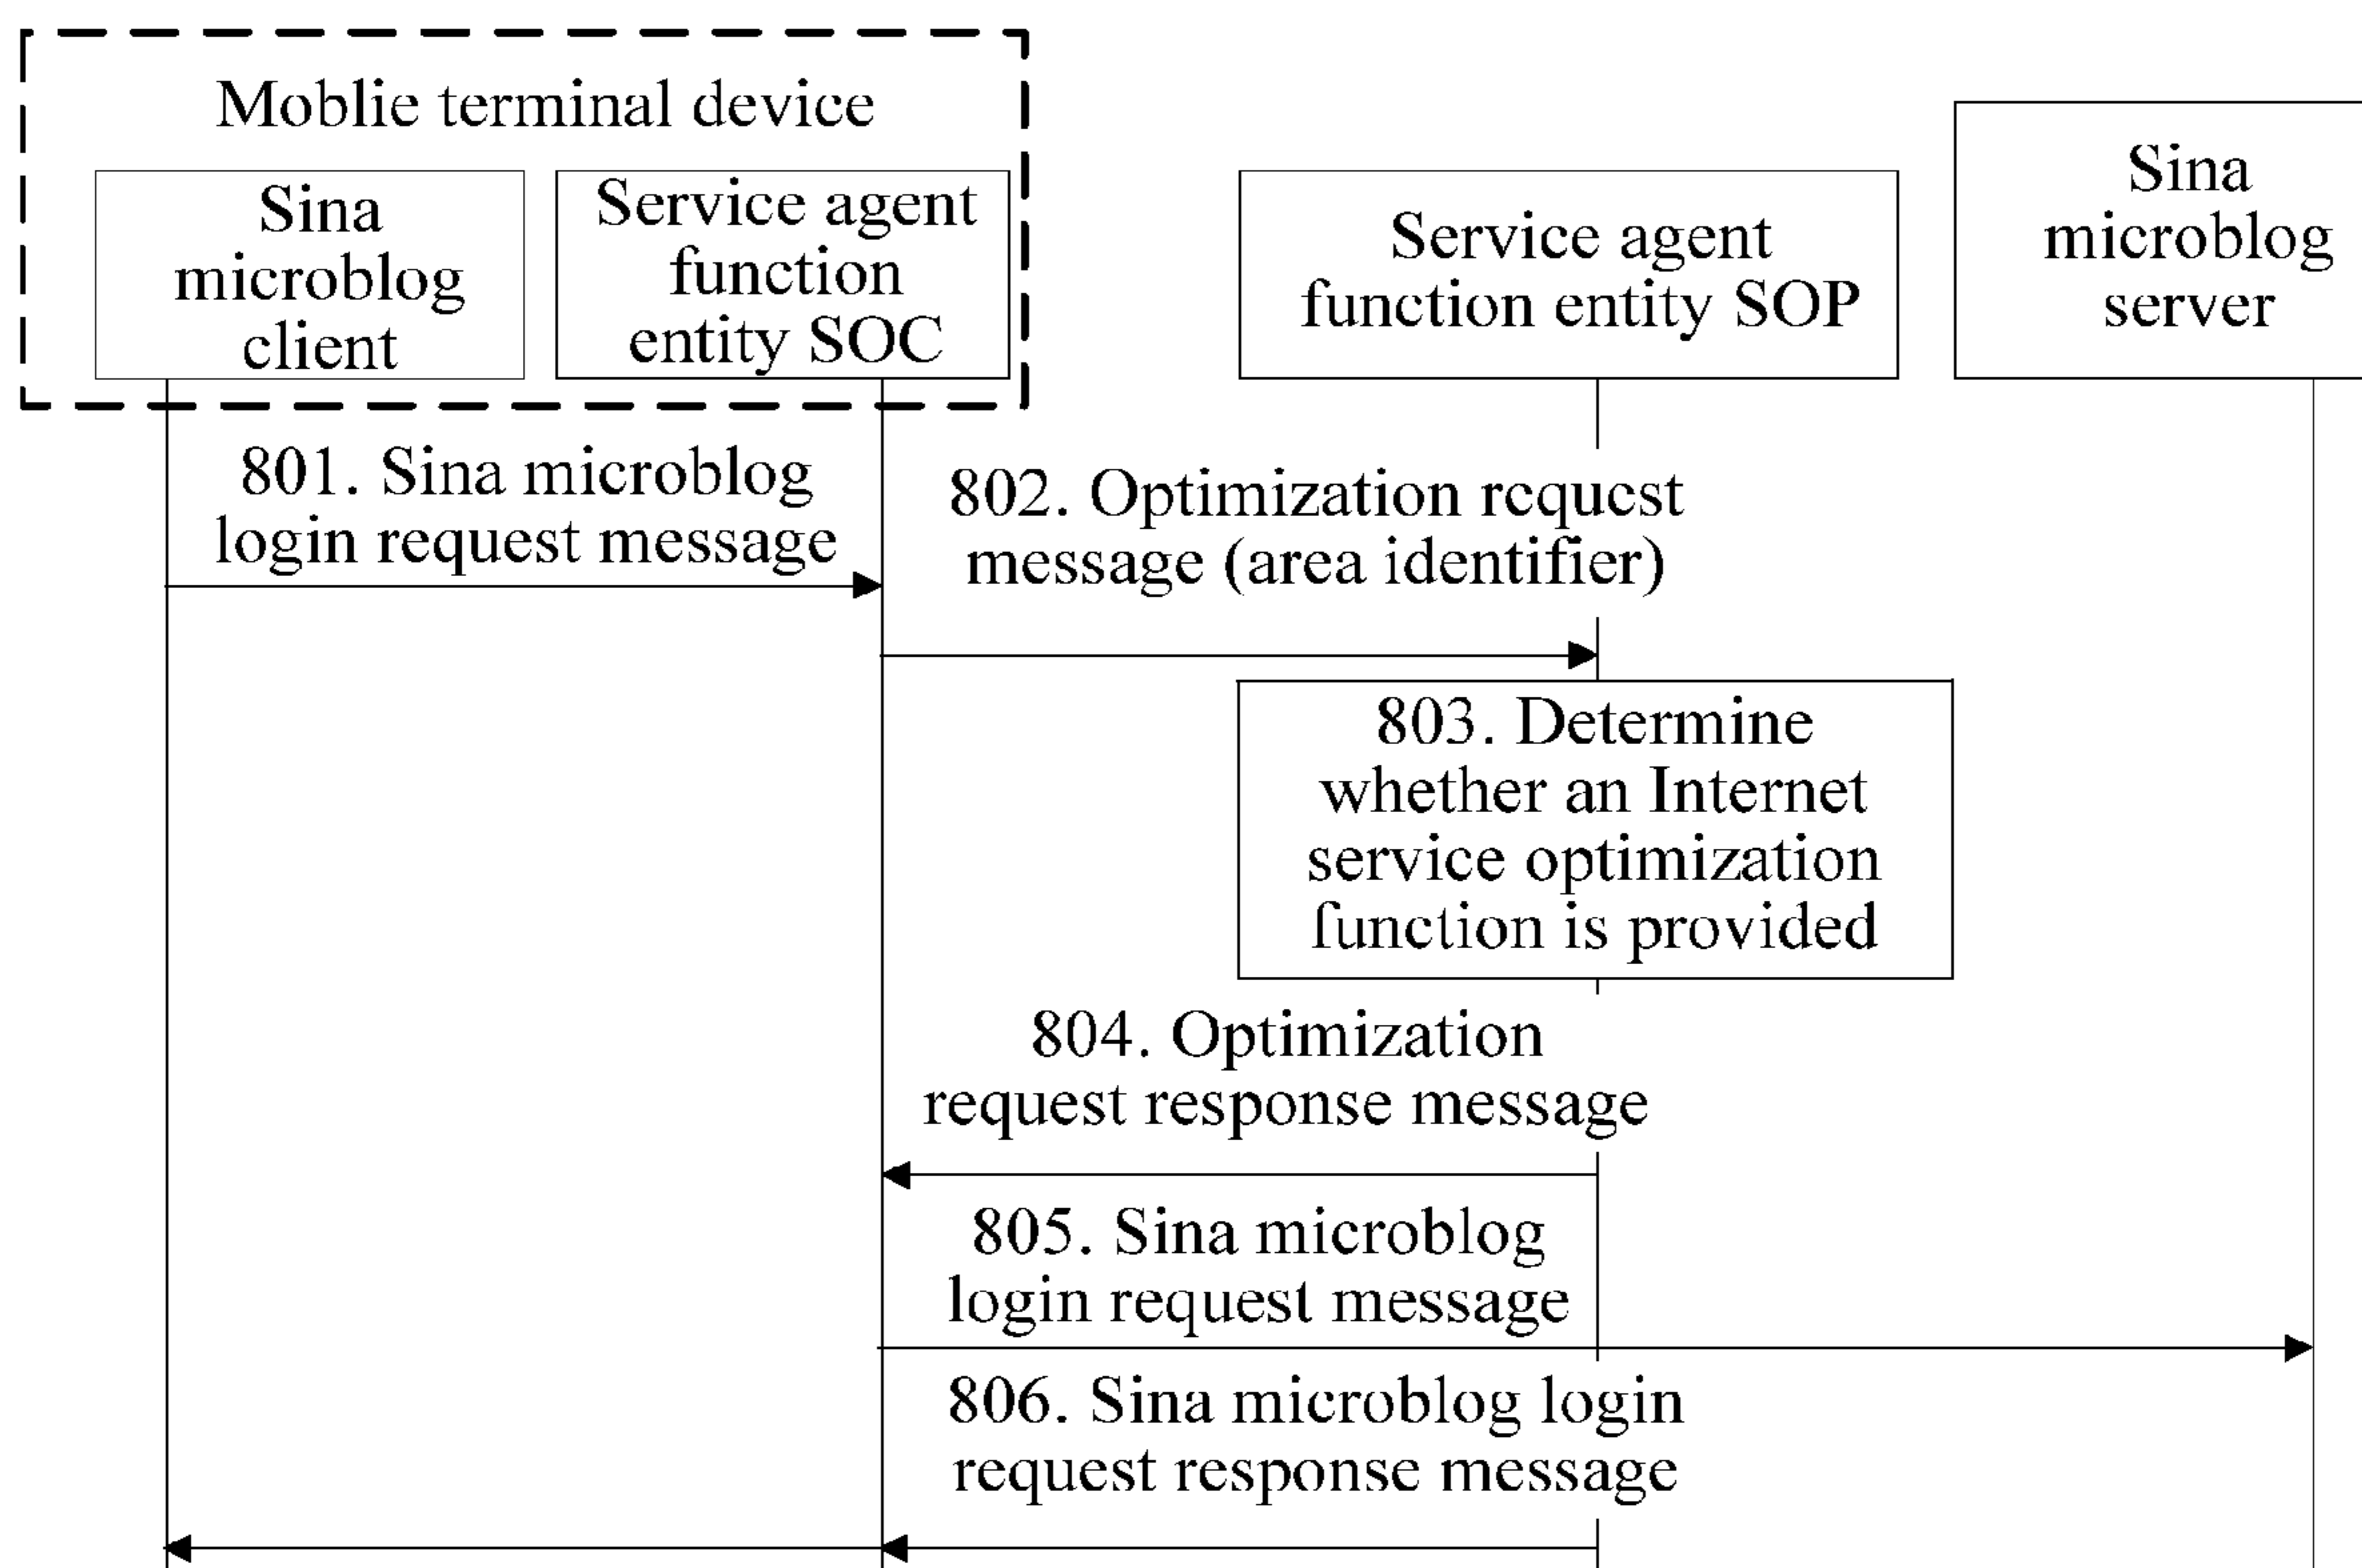 Moblie terminal device
Sina
microblog
client
Service agent
function
entity SOC
Service agent
function entity SOP
Sina
microblog
server
801. Sina microblog
login request message
802. Optimization request
message (area identifier)
803. Determine
whether an Internet
service optimization
function is provided
804. Optimization
request response message
805. Sina microblog
login request message
806. Sina microblog login
request response message